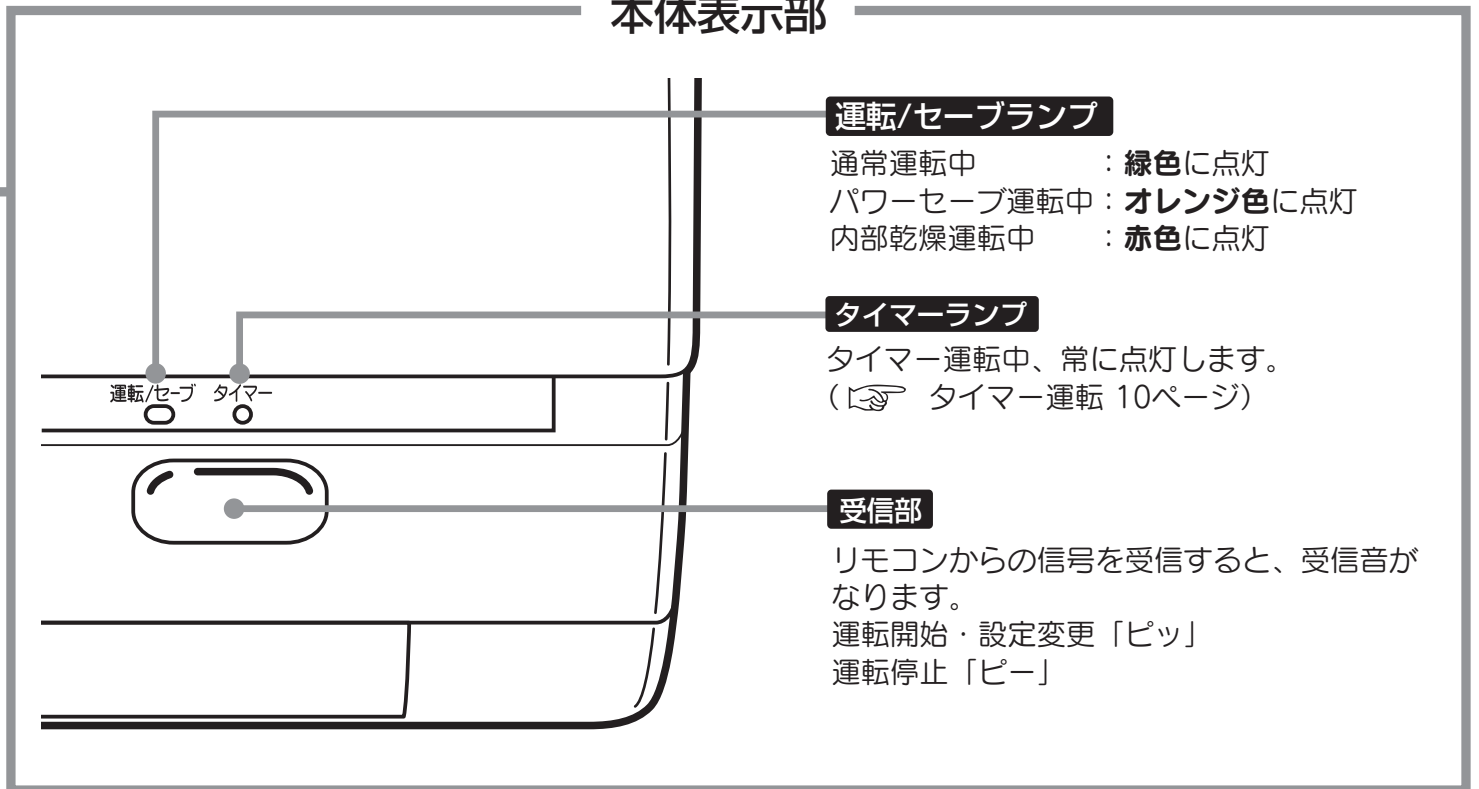 本体表示部
運転/セーブランプ
通常運転中　　　：緑色に点灯
パワーセーブ運転中：オレンジ色に点灯
内部乾燥運転中　　：赤色に点灯
タイマーランプ
タイマー運転中、常に点灯します。
（☞ タイマー運転 10ページ）
運転/セーブ タイマー
受信部
リモコンからの信号を受信すると、受信音が
なります。
運転開始・設定変更「ピッ」
運転停止「ピー」